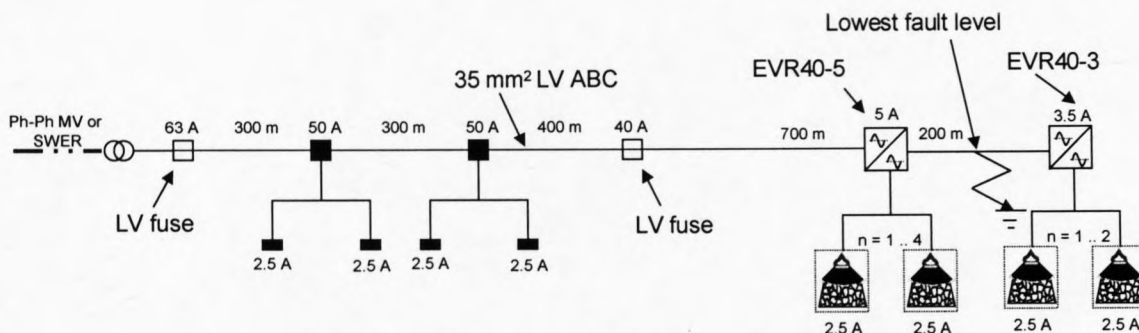 Lowest fault level
EVR40-5
EVR40-3
35 mm² LV ABC
Ph-Ph MV or
SWER
63 A
300 m
50 A
300 m
50 A
400 m
40 A
700 m
5 A
200 m
3.5 A
LV fuse
LV fuse
n = 1 .. 4
n = 1 .. 2
2.5 A
2.5 A
2.5 A
2.5 A
2.5 A
2.5 A
2.5 A
2.5 A